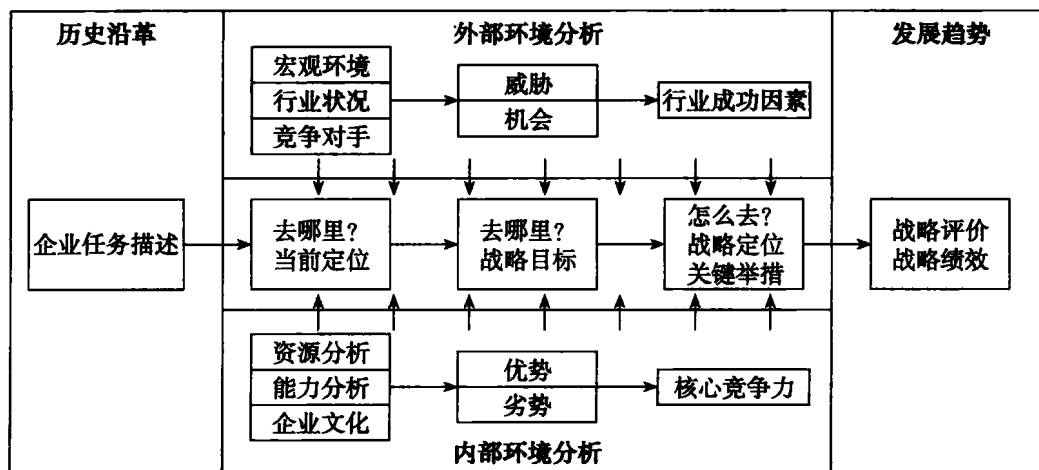 历史沿革
外部环境分析
发展趋势
宏观环境
行业状况
竞争对手
威胁
机会
行业成功因素
企业任务描述
去哪里?
当前定位
去哪里?
战略目标
怎么去?
战略定位
关键举措
战略评价
战略绩效
资源分析
能力分析
企业文化
优势
劣势
核心竞争力
内部环境分析